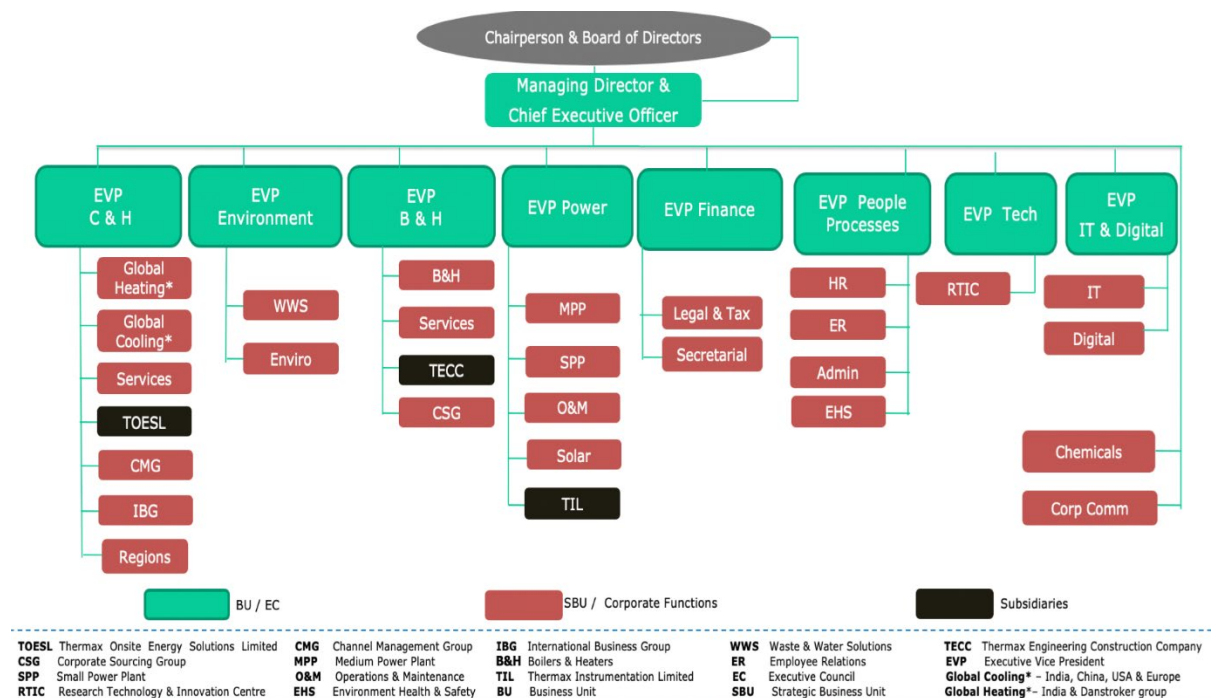 Chairperson & Board of Directors
Managing Director &
Chief Executive Officer
EVP
C & H
EVP
Environment
EVP
B & H
EVP Power
EVP Finance
EVP People
Processes
EVP Tech
EVP
IT & Digital
Global
Heating*
Global
Cooling*
Services
TOESL
CMG
IBG
Regions
WWS
Enviro
B&H
Services
TECC
CSG
MPP
SPP
O&M
Solar
TIL
Legal & Tax
Secretarial
HR
ER
Admin
EHS
RTIC
IT
Digital
Chemicals
Corp Comm
BU / EC
SBU / Corporate Functions
Subsidiaries
TOESL Thermax Onsite Energy Solutions Limited
CSG Corporate Sourcing Group
SPP Small Power Plant
RTIC Research Technology & Innovation Centre
CMG Channel Management Group
MPP Medium Power Plant
O&M Operations & Maintenance
EHS Environment Health & Safety
IBG International Business Group
B&H Boilers & Heaters
TIL Thermax Instrumentation Limited
BU Business Unit
WWS Waste & Water Solutions
ER Employee Relations
EC Executive Council
SBU Strategic Business Unit
TECC Thermax Engineering Construction Company
EVP Executive Vice President
Global Cooling* – India, China, USA & Europe
Global Heating* – India & Danstroker group